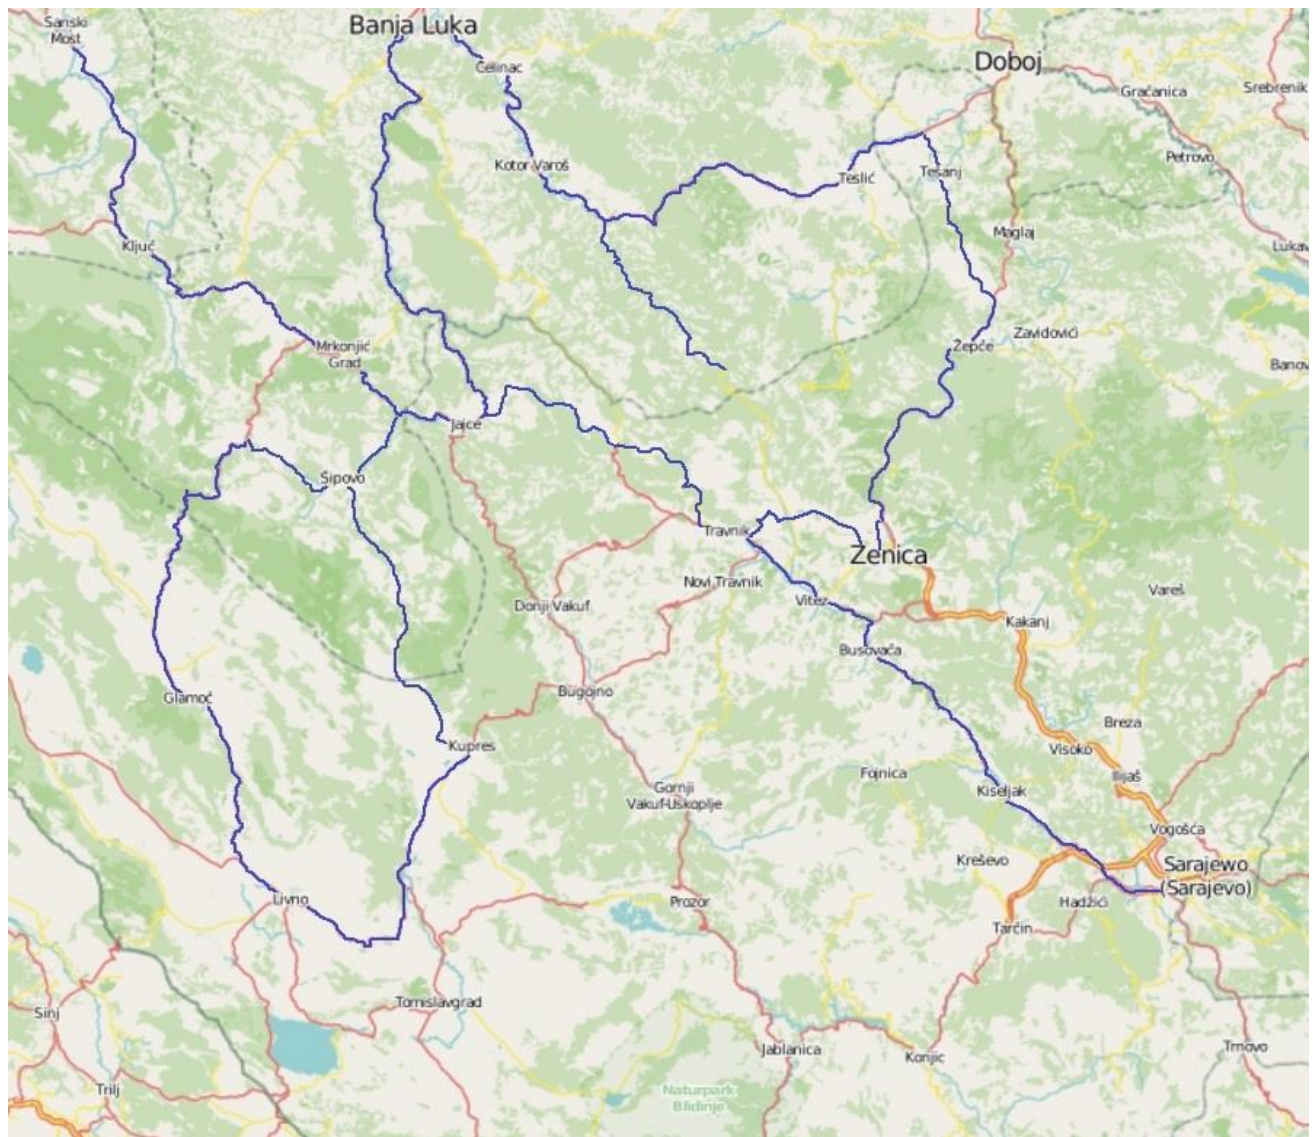 Sanski
Most
Banja Luka
Čelinac
Doboj
Gračanica
Srebrenik
Kotor Varoš
Teslić
Tešanj
Petrovo
Ključ
Maglaj
Lukav
Mrkonjić
Grad
Žepče
Zavidovići
Banov
Jajce
Šipovo
Travnik
Zenica
Novi Travnik
Vitez
Vareš
Donji Vakuf
Kakanj
Busovača
Glamoč
Bugojno
Breza
Kupres
Visoko
Fojnica
Ilijaš
Gornji
Vakuf-Uskoplje
Kiseljak
Vogošća
Kreševo
Sarajewo
(Sarajevo)
Livno
Prozor
Hadžići
Tarčin
Tomislavgrad
Sinj
Jablanica
Konjic
Trnovo
Trilj
Naturpark
Blidinje